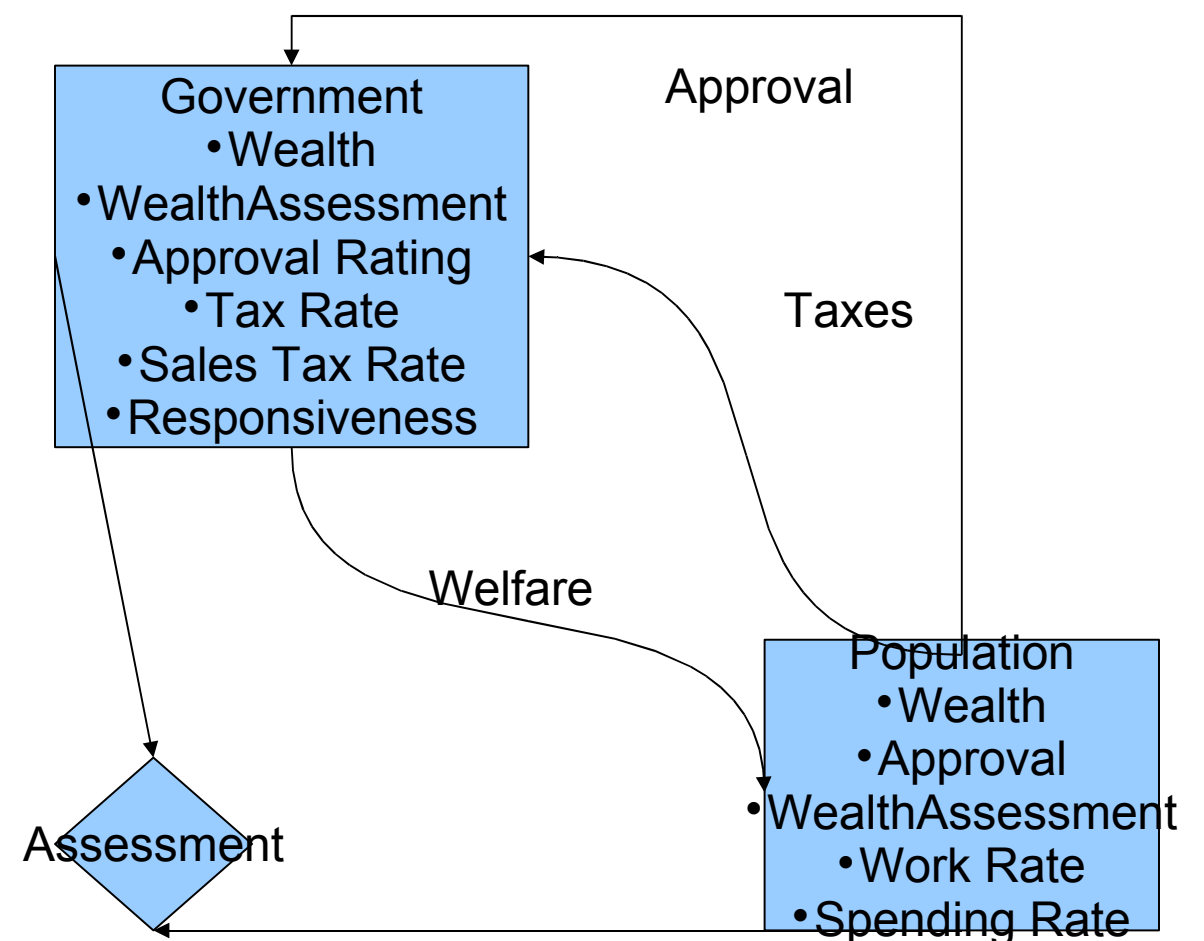 Government
•Wealth
•WealthAssessment
•Approval Rating
•Tax Rate
•Sales Tax Rate
•Responsiveness
Approval
Taxes
Welfare
Population
•Wealth
•Approval
•WealthAssessment
•Work Rate
•Spending Rate
Assessment